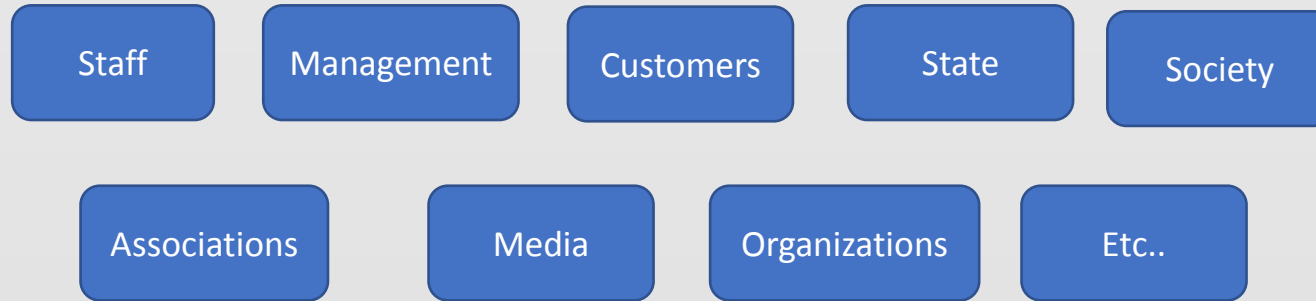 Staff
Management
Customers
State
Society
Associations
Media
Organizations
Etc..